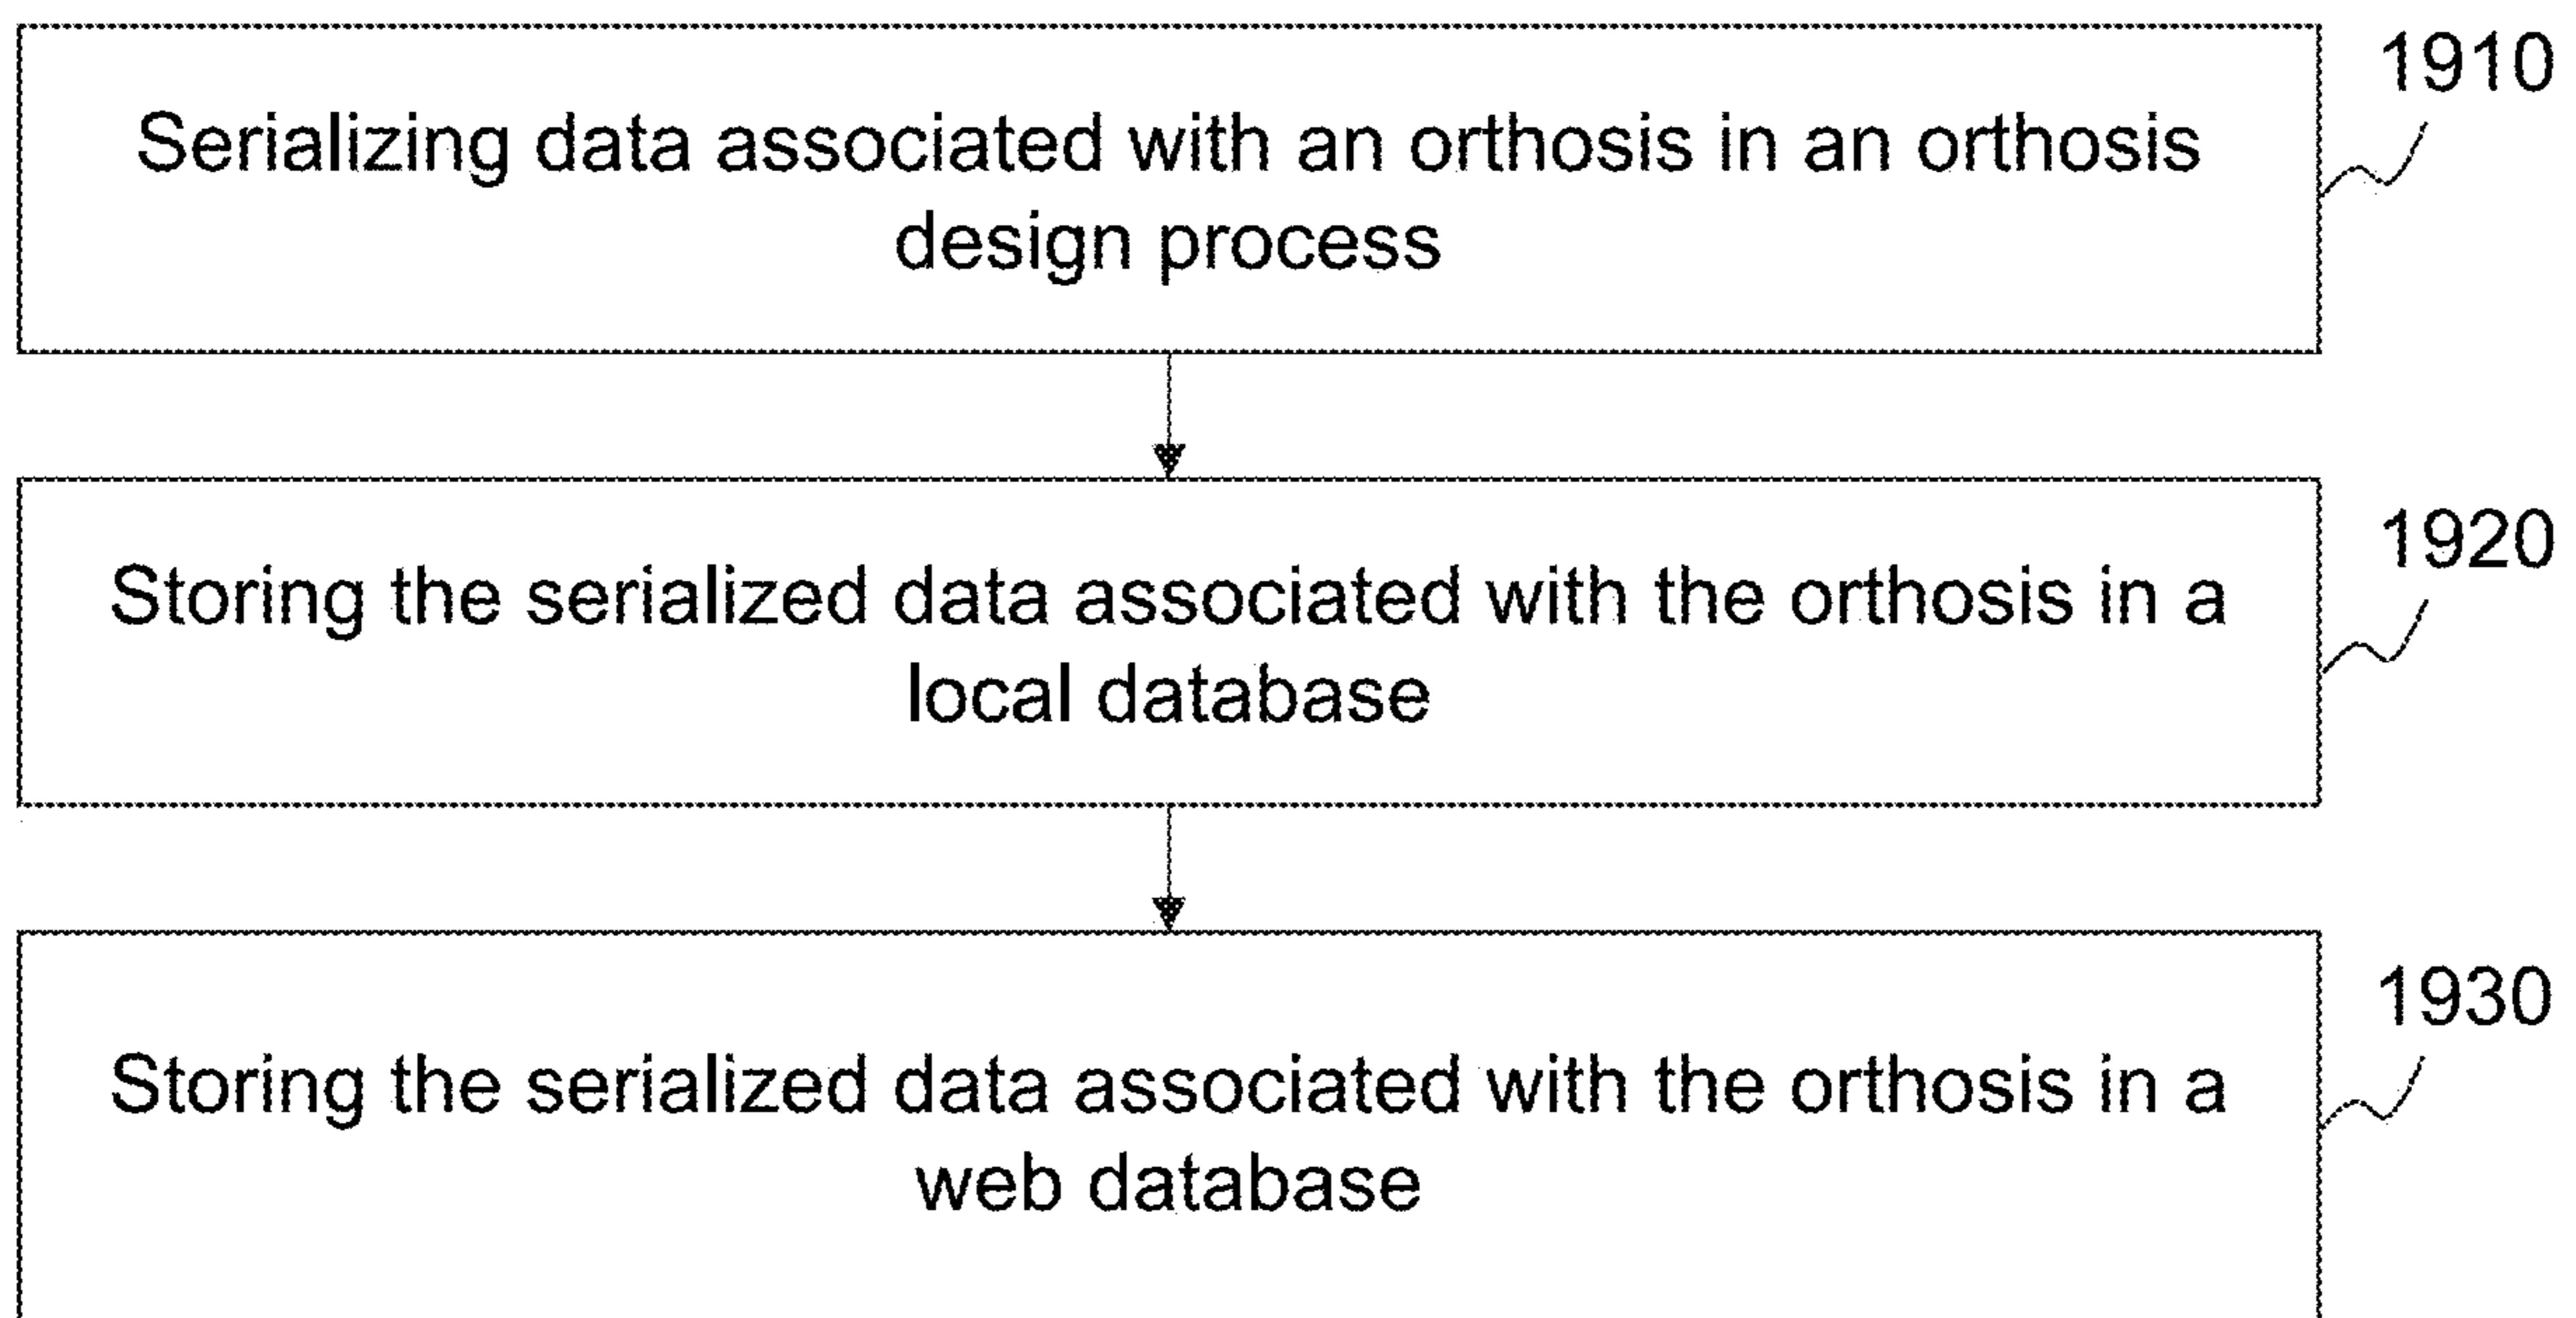 1910
Serializing data associated with an orthosis in an orthosis
design process
1920
Storing the serialized data associated with the orthosis in a
local database
1930
Storing the serialized data associated with the orthosis in a
web database